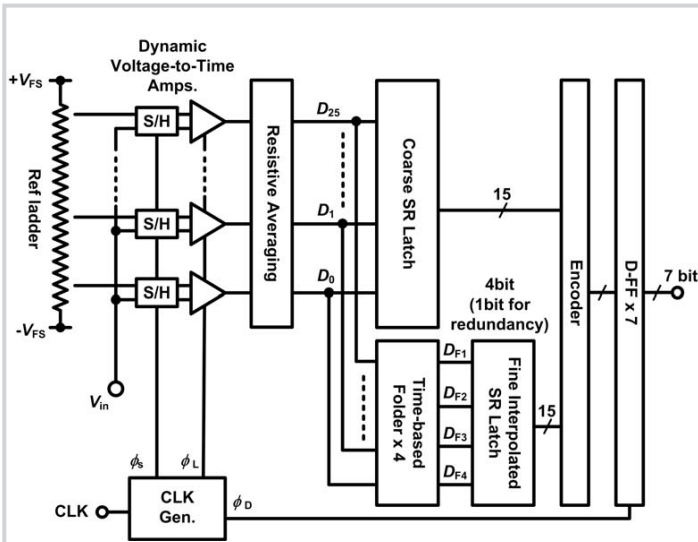 Dynamic
Voltage-to-Time
Amps.
+VFS
Ref ladder
-VFS
S/H
S/H
S/H
Vin
Resistive Averaging
D25
D1
D0
Coarse SR Latch
15
4bit
(1bit for
redundancy)
Time-based
Folder x 4
DF1
DF2
DF3
DF4
Fine Interpolated
SR Latch
15
Encoder
D-FF x 7
7 bit
ϕs
ϕL
CLK
CLK
Gen.
ϕD